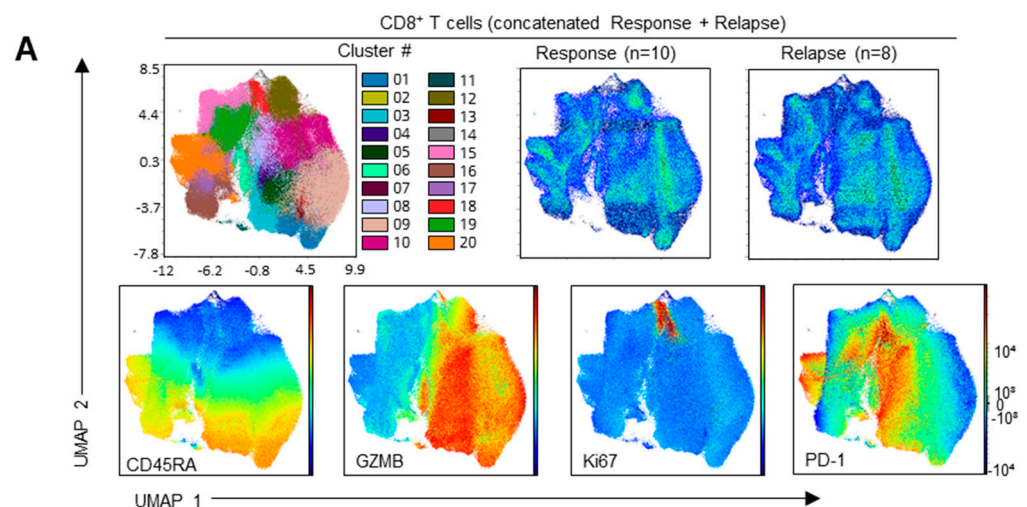 A
CD8⁺ T cells (concatenated Response + Relapse)
Cluster #
Response (n=10)
Relapse (n=8)
8.5
4.4
0.3
-3.7
-7.8
-12 -6.2 -0.8 4.5 9.9
01 11
02 12
03 13
04 14
05 15
06 16
07 17
08 18
09 19
10 20
UMAP 2
CD45RA
GZMB
Ki67
PD-1
10⁴
10³
0
-10³
-10⁴
UMAP 1